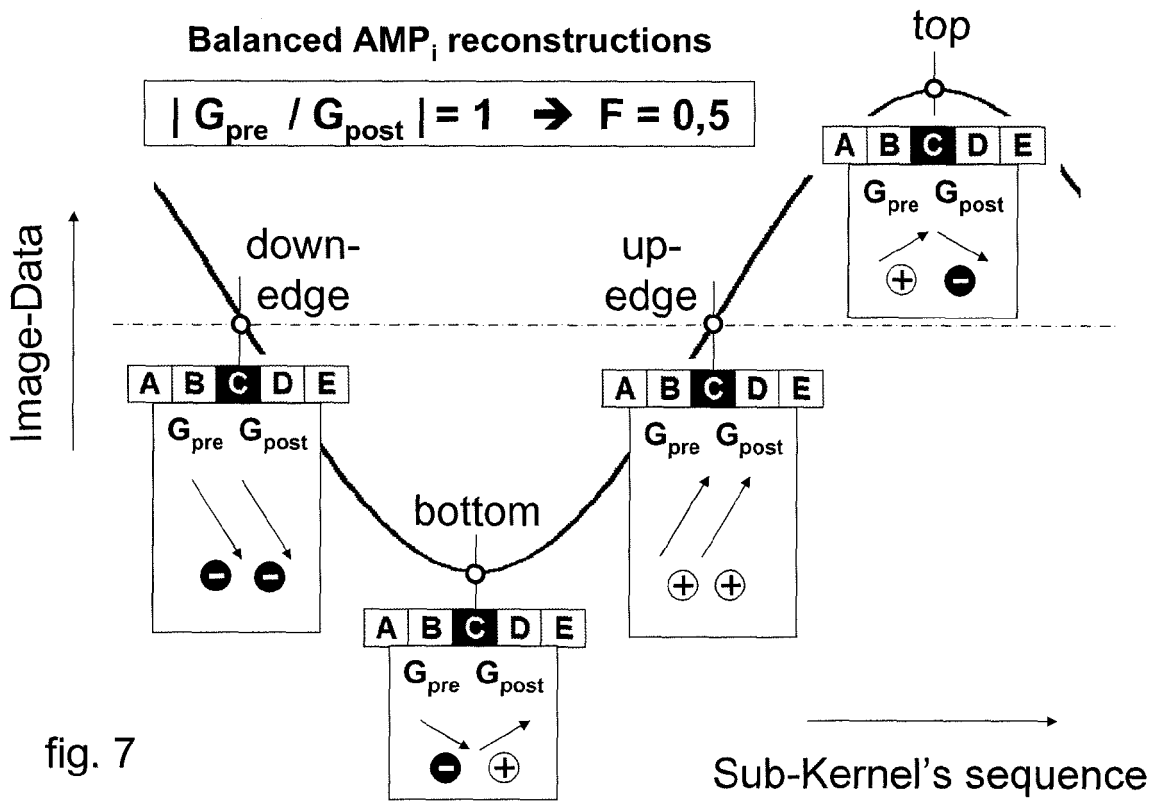 Balanced AMPi reconstructions
| Gpre / Gpost | = 1 ➔ F = 0,5
top
A B C D E
Gpre Gpost
+ −
Image-Data
down-
edge
A B C D E
Gpre Gpost
− −
up-
edge
A B C D E
Gpre Gpost
+ +
bottom
A B C D E
Gpre Gpost
− +
fig. 7
Sub-Kernel's sequence